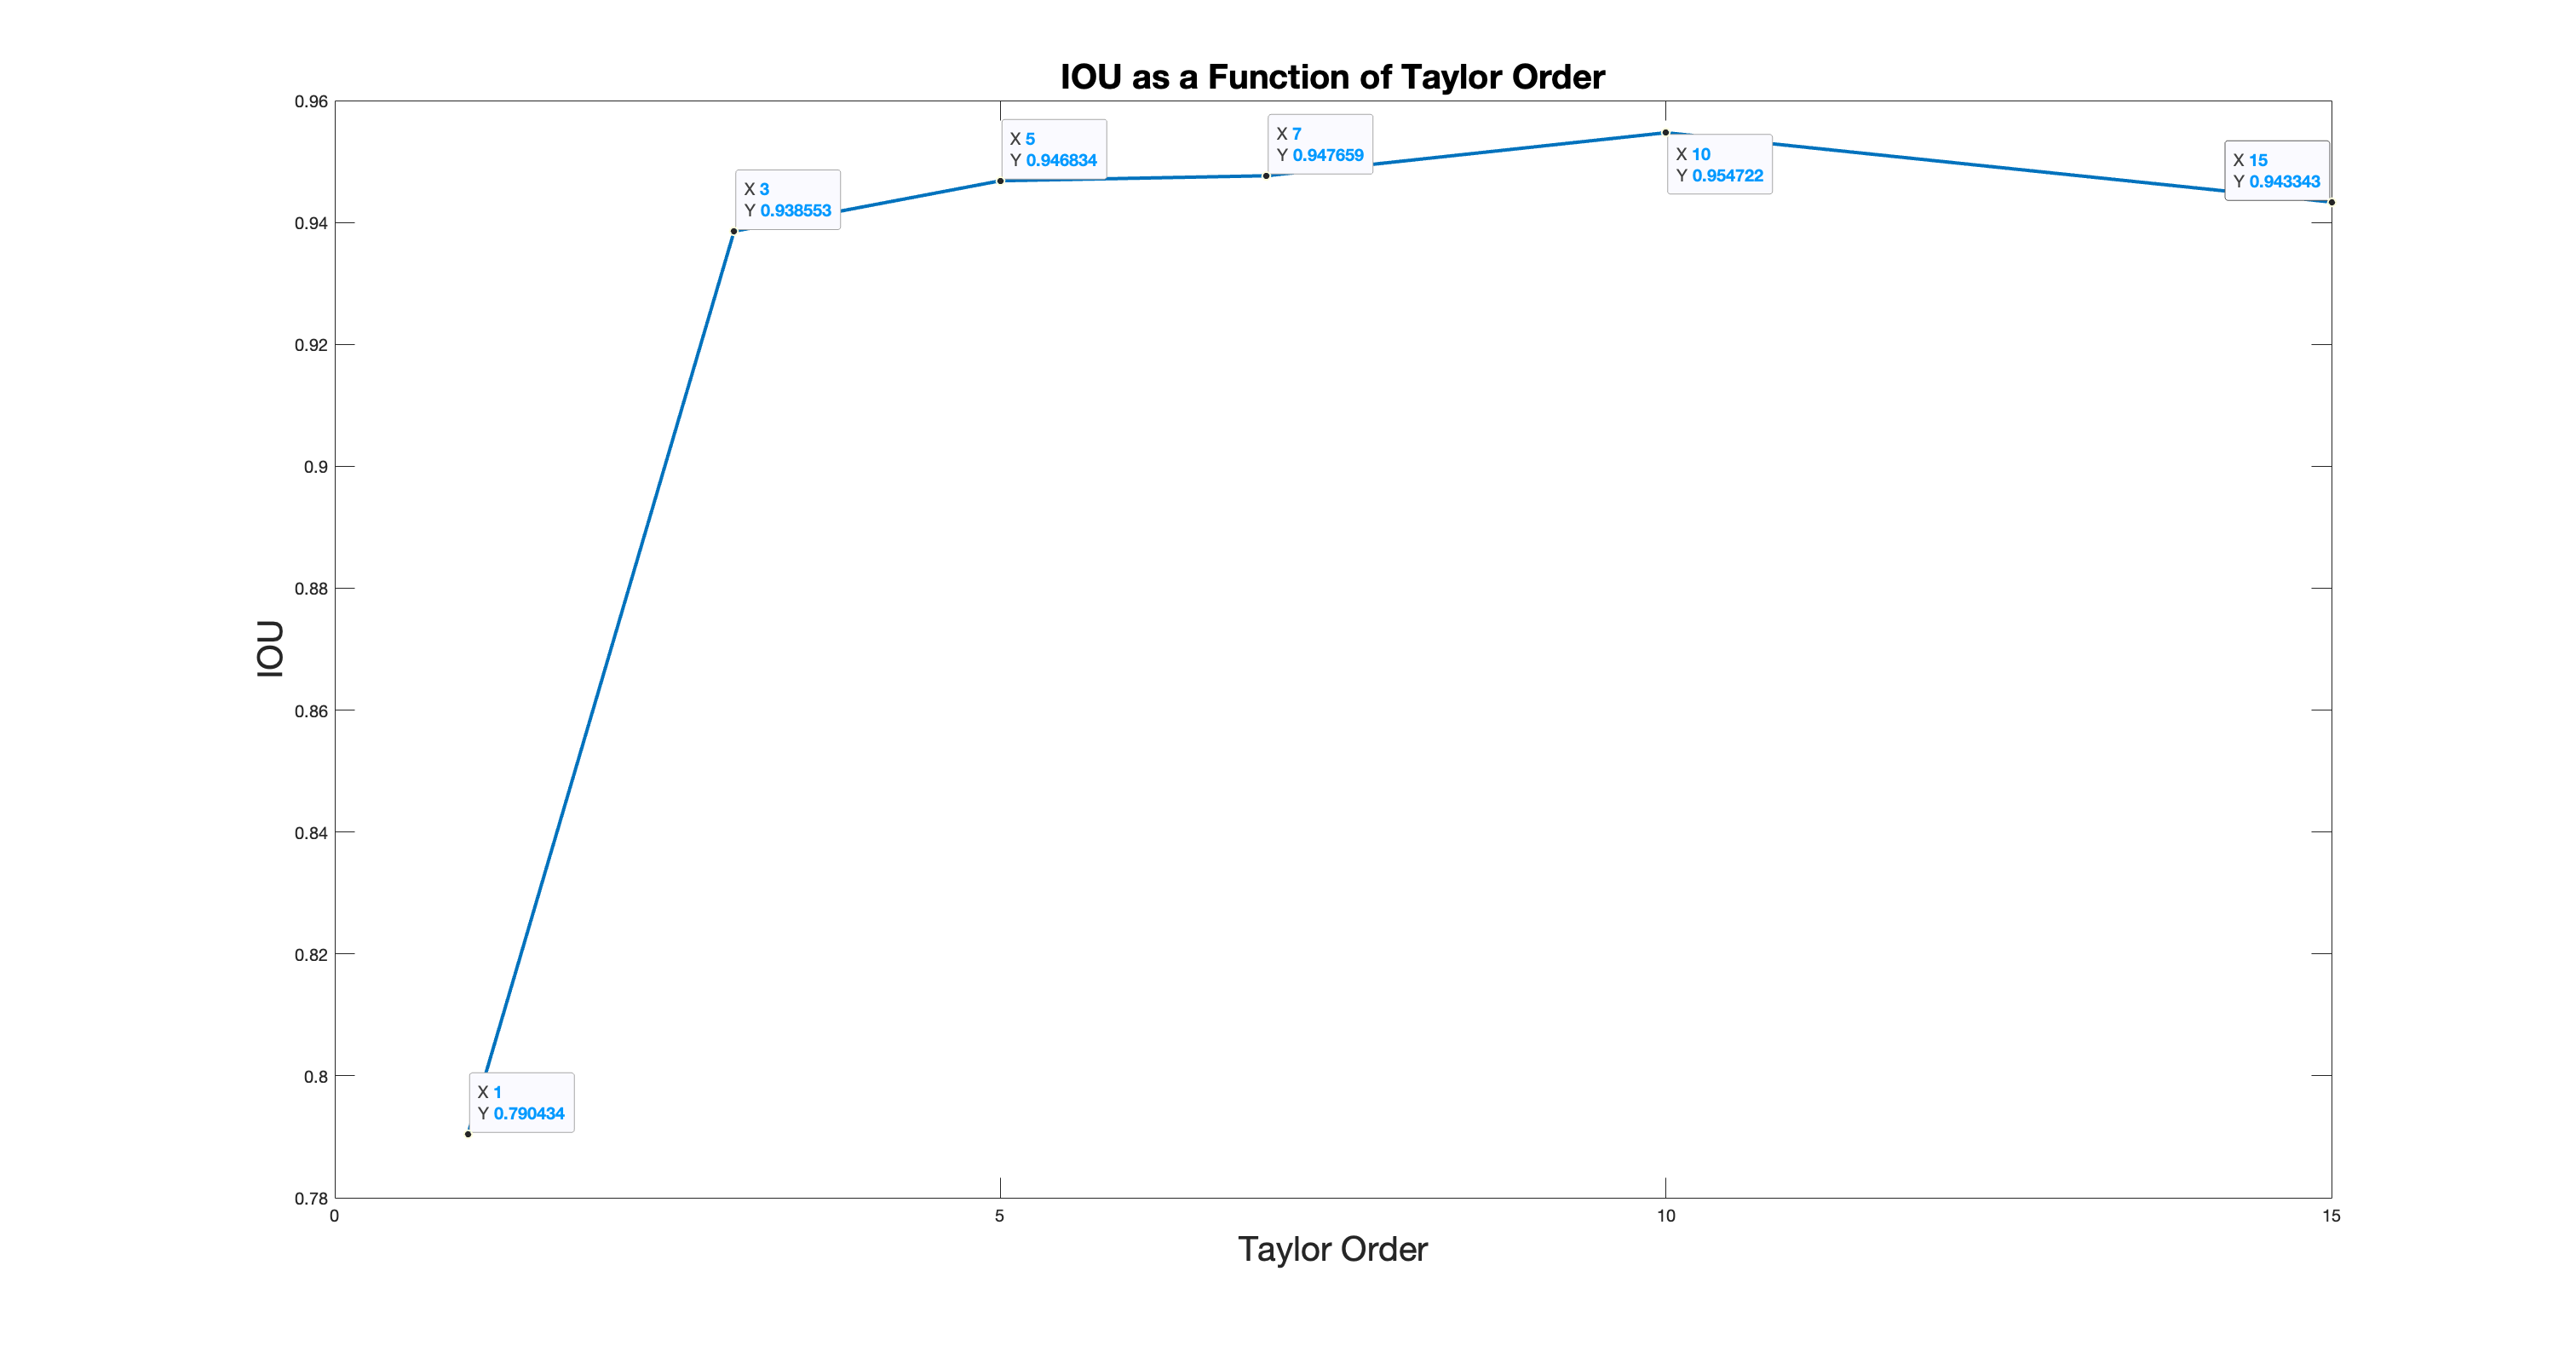 IOU as a Function of Taylor Order
0.96
0.94
0.92
0.9
0.88
0.86
0.84
0.82
0.8
0.78
IOU
X 1
Y 0.790434
X 3
Y 0.938553
X 5
Y 0.946834
X 7
Y 0.947659
X 10
Y 0.954722
X 15
Y 0.943343
0
5
10
15
Taylor Order